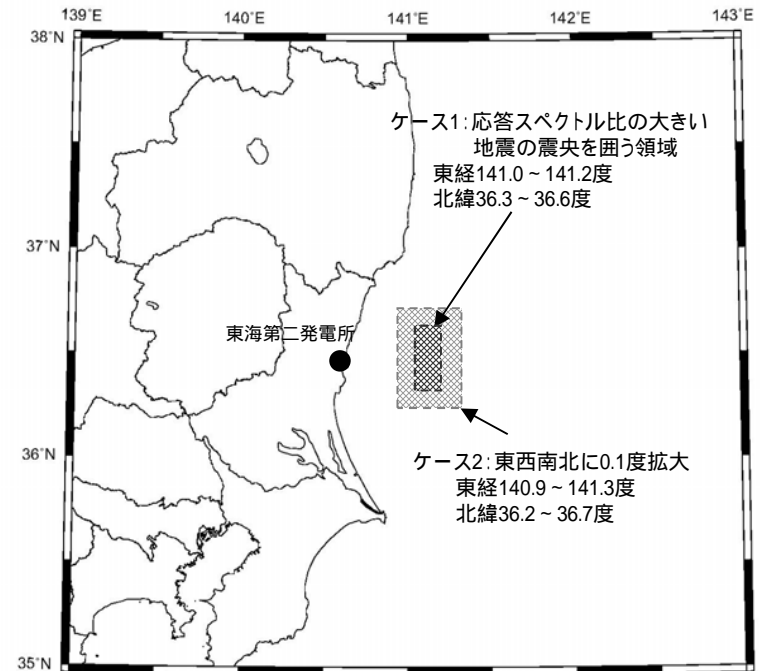 139°E
140°E
141°E
142°E
143°E
38°N
ケース1:応答スペクトル比の大きい
地震の震央を囲う領域
東経141.0~141.2度
北緯36.3~36.6度
37°N
東海第二発電所
36°N
ケース2:東西南北に0.1度拡大
東経140.9~141.3度
北緯36.2~36.7度
35°N